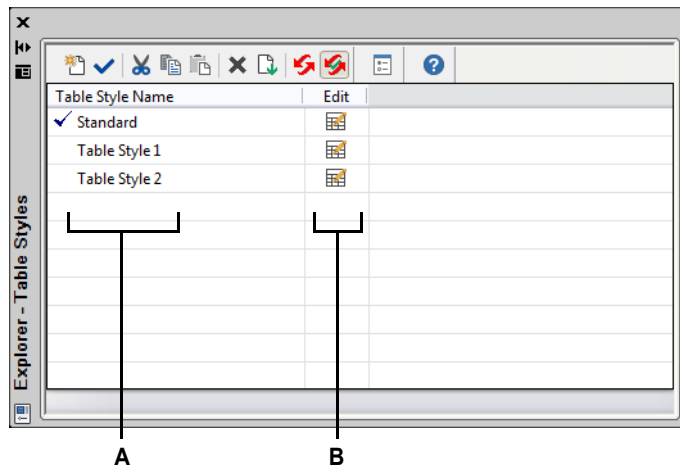 Table Style Name Edit
Standard
Table Style 1
Table Style 2
Explorer - Table Styles
A B